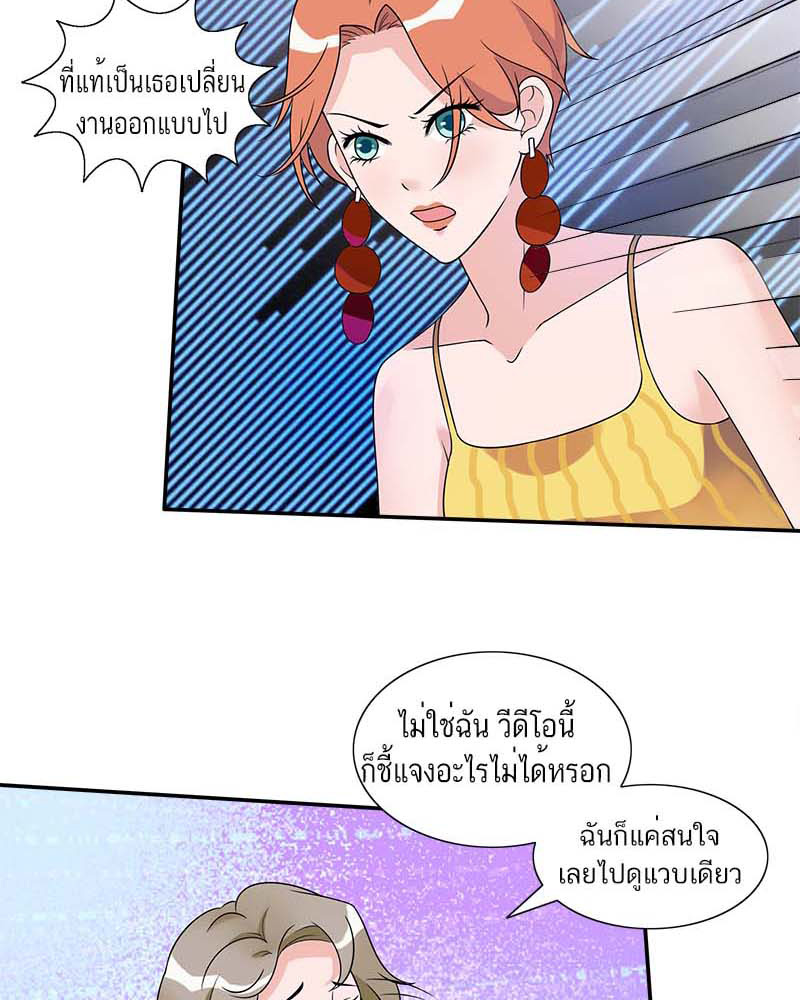 ที่แท้เป็นเธอเปลี่ยน
งานออกแบบไป
ไม่ใช่ฉัน วีดีโอนี้
ก็ชี้แจงอะไรไม่ได้หรอก
ฉันก็แค่สนใจ
เลยไปดูแวบเดียว